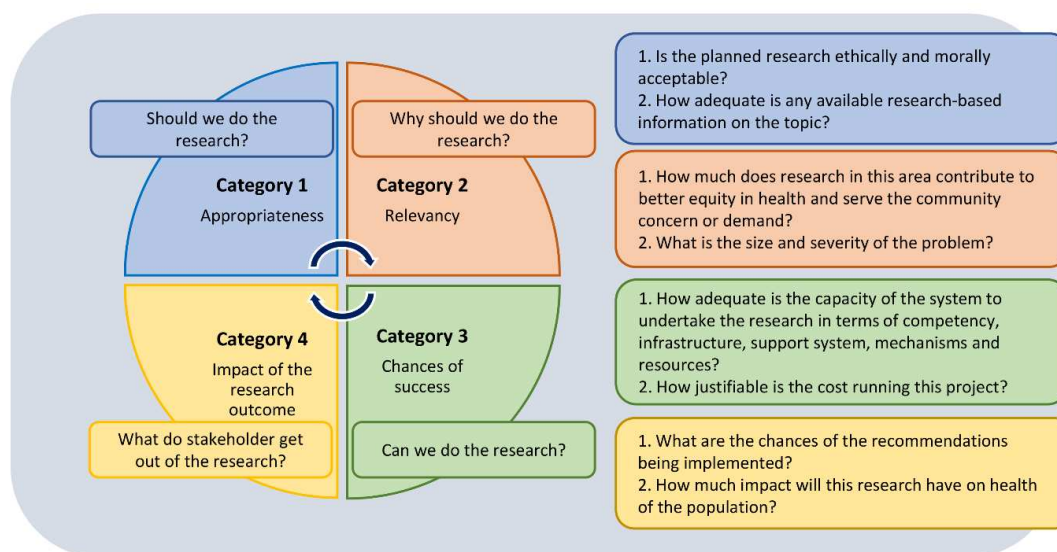 Should we do the
research?
Category 1
Appropriateness
Why should we do the
research?
Category 2
Relevancy
Category 4
Impact of the
research
outcome
What do stakeholder get
out of the research?
Category 3
Chances of
success
Can we do the research?
1. Is the planned research ethically and morally
acceptable?
2. How adequate is any available research-based
information on the topic?
1. How much does research in this area contribute to
better equity in health and serve the community
concern or demand?
2. What is the size and severity of the problem?
1. How adequate is the capacity of the system to
undertake the research in terms of competency,
infrastructure, support system, mechanisms and
resources?
2. How justifiable is the cost running this project?
1. What are the chances of the recommendations
being implemented?
2. How much impact will this research have on health
of the population?